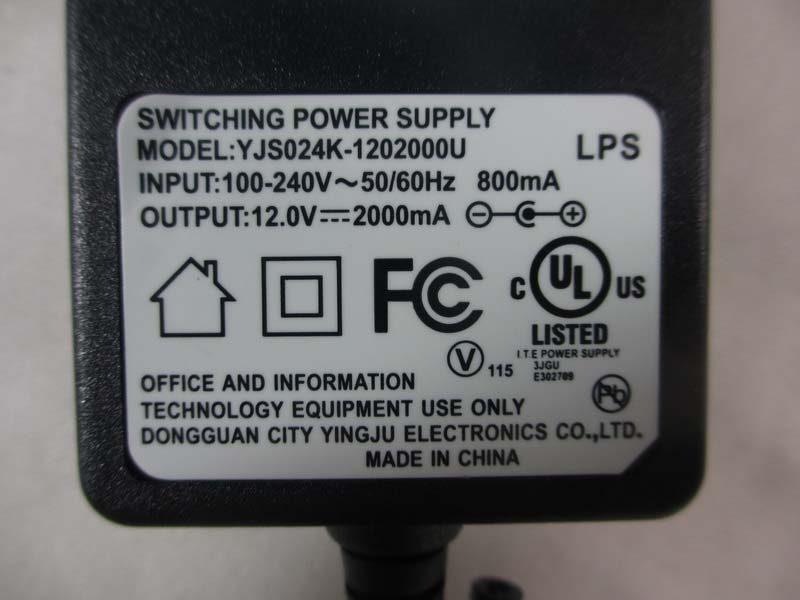 SWITCHING POWER SUPPLY
MODEL:YJS024K-1202000U LPS
INPUT:100-240V~50/60Hz 800mA
OUTPUT:12.0V⎓2000mA
FC
C UL US
LISTED
I.T.E POWER SUPPLY
3JGU
E302709
V 115
Pb
OFFICE AND INFORMATION
TECHNOLOGY EQUIPMENT USE ONLY
DONGGUAN CITY YINGJU ELECTRONICS CO.,LTD.
MADE IN CHINA